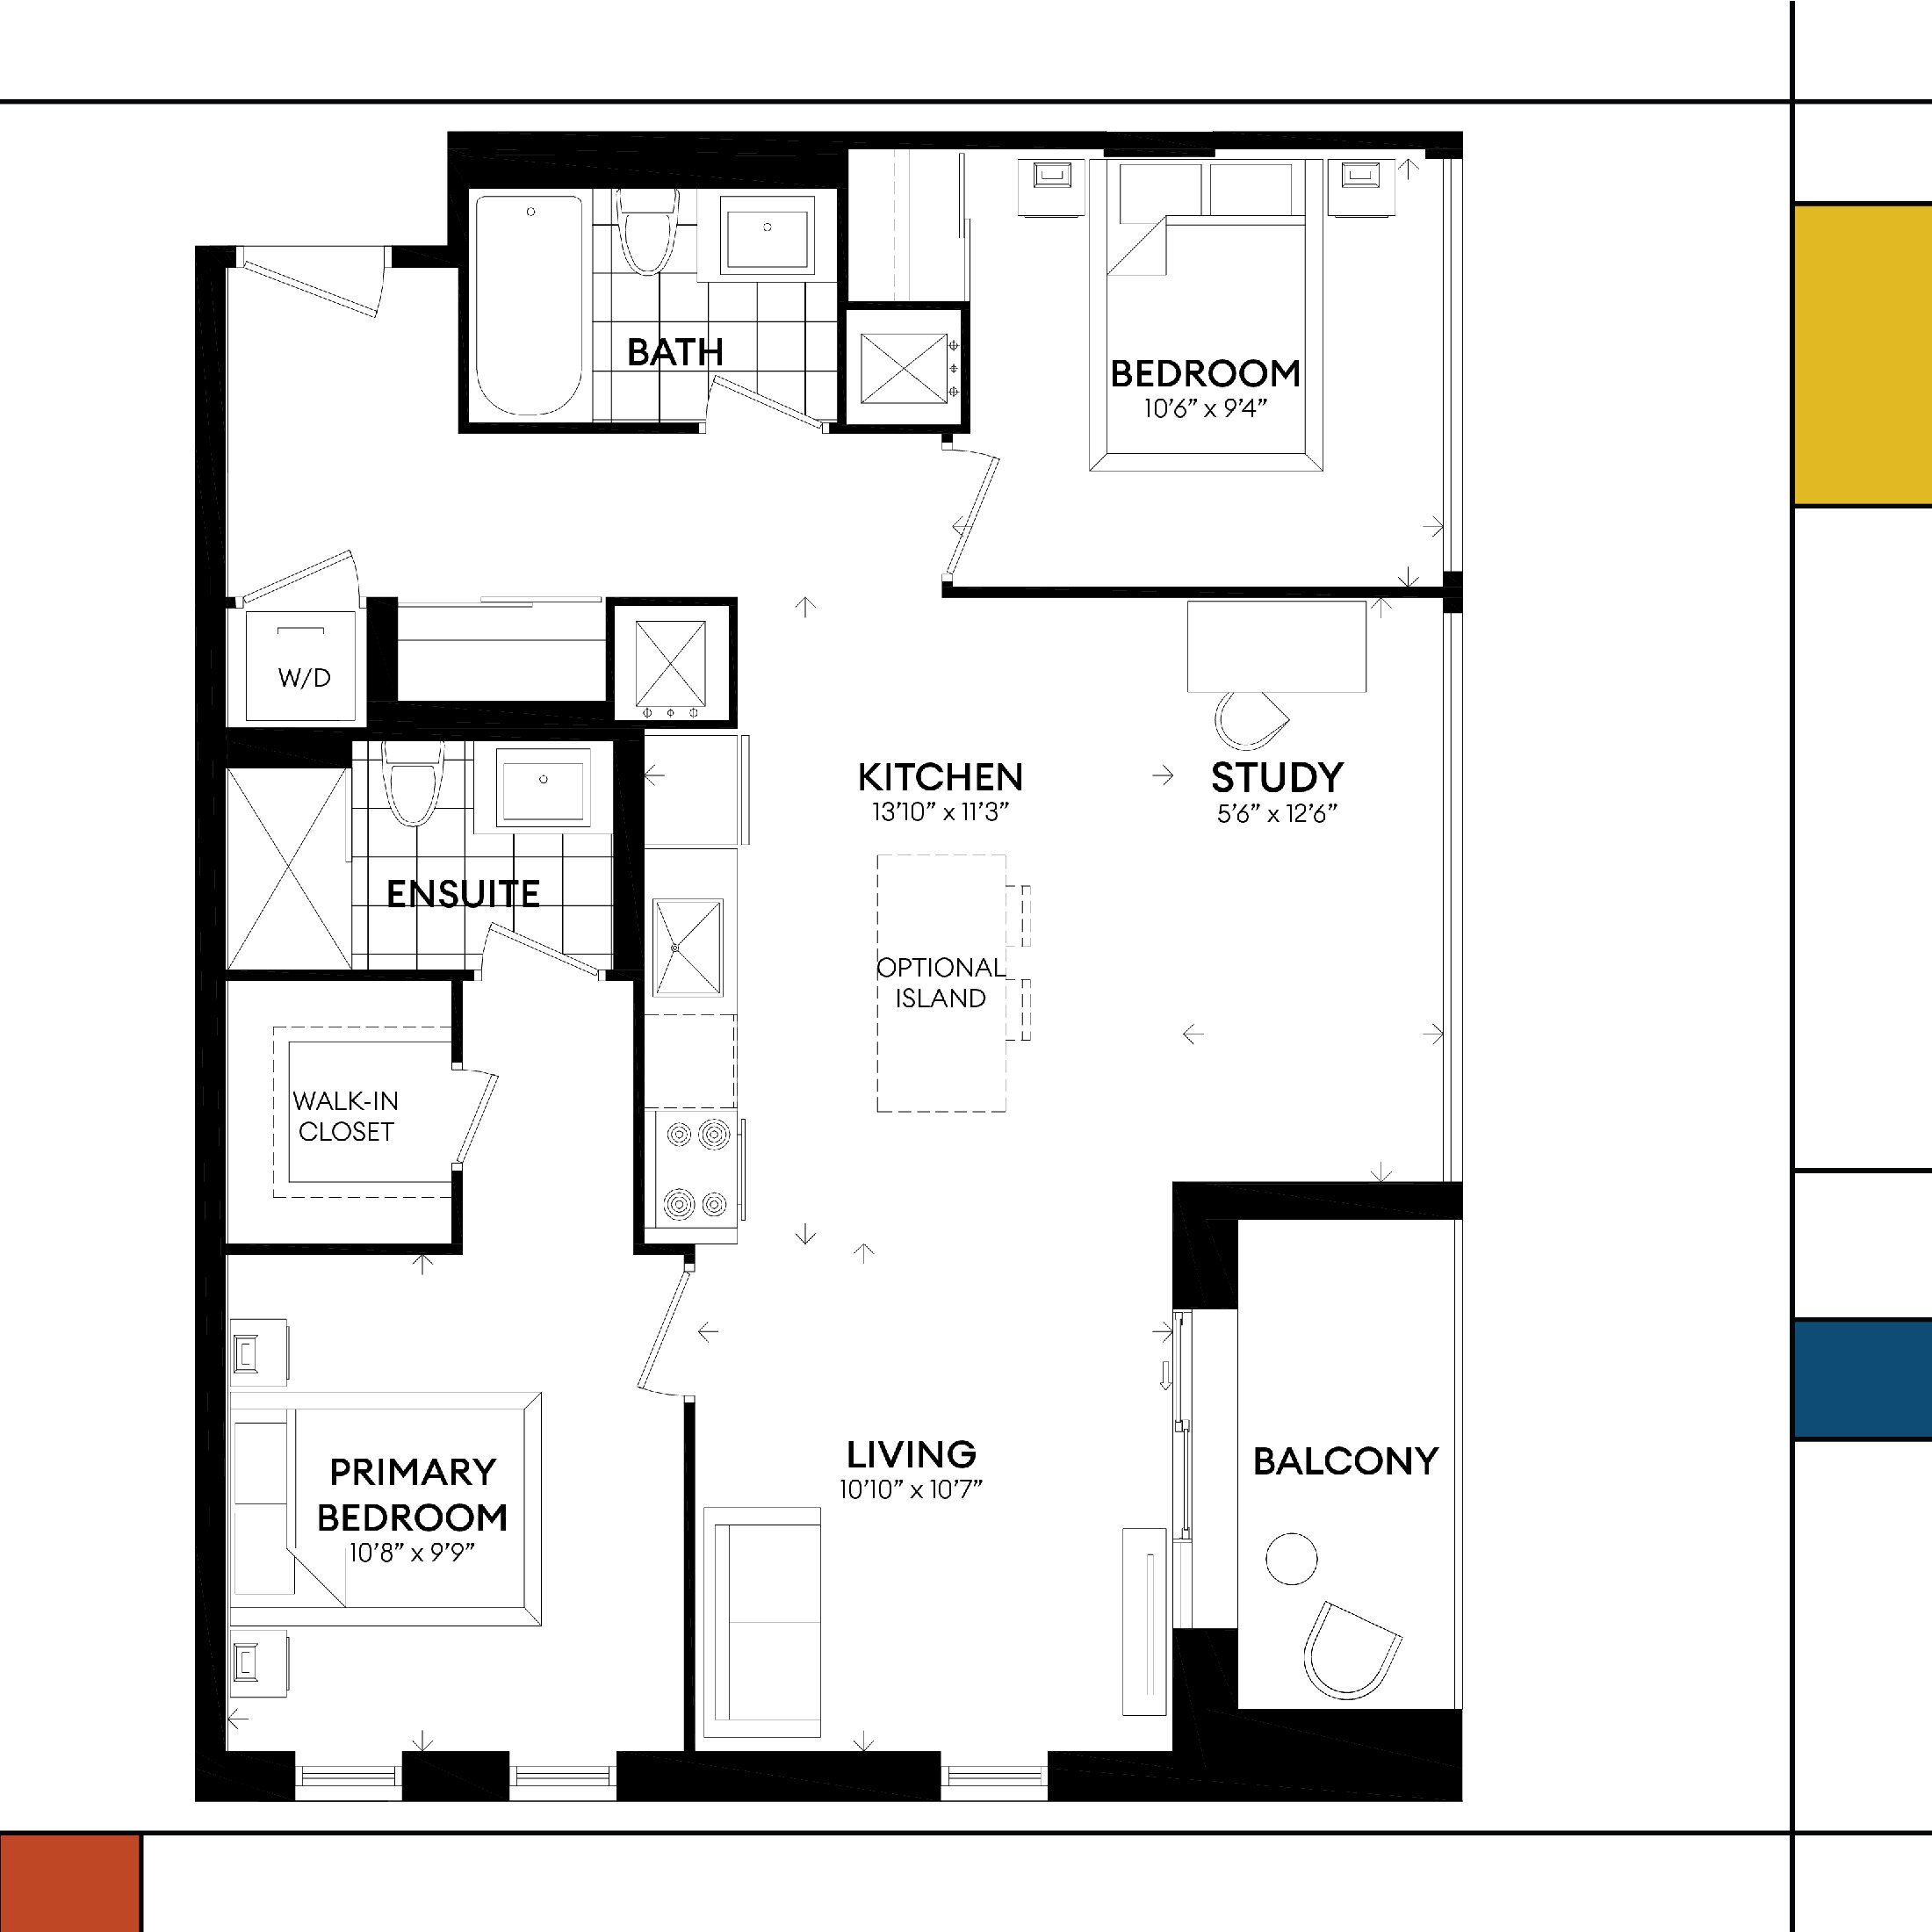 BATH
BEDROOM
10’6” x 9’4”
W/D
KITCHEN
13’10” x 11’3”
STUDY
5’6” x 12’6”
ENSUITE
OPTIONAL
ISLAND
WALK-IN
CLOSET
LIVING
10’10” x 10’7”
BALCONY
PRIMARY
BEDROOM
10’8” x 9’9”